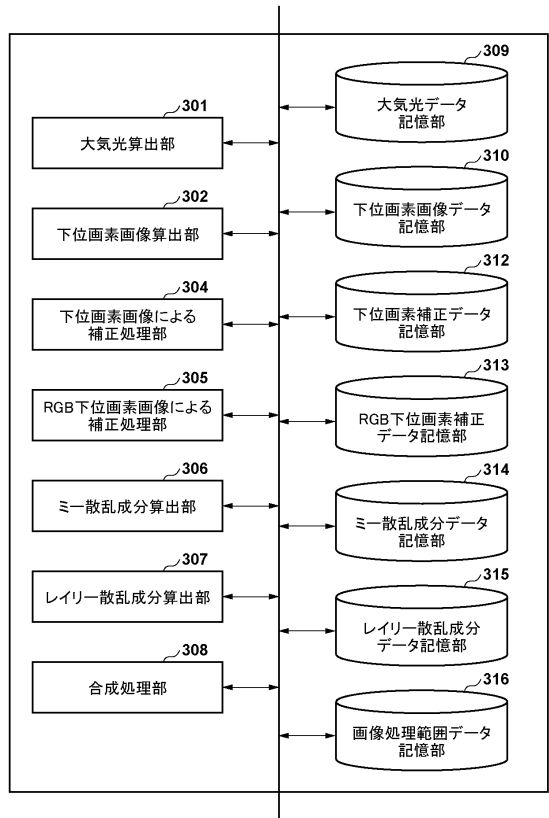 301
大気光算出部
302
下位画素画像算出部
304
下位画素画像による
補正処理部
305
RGB下位画素画像による
補正処理部
306
ミー散乱成分算出部
307
レイリー散乱成分算出部
308
合成処理部
309
大気光データ
記憶部
310
下位画素画像データ
記憶部
312
下位画素補正データ
記憶部
313
RGB下位画素補正
データ記憶部
314
ミー散乱成分データ
記憶部
315
レイリー散乱成分
データ記憶部
316
画像処理範囲データ
記憶部